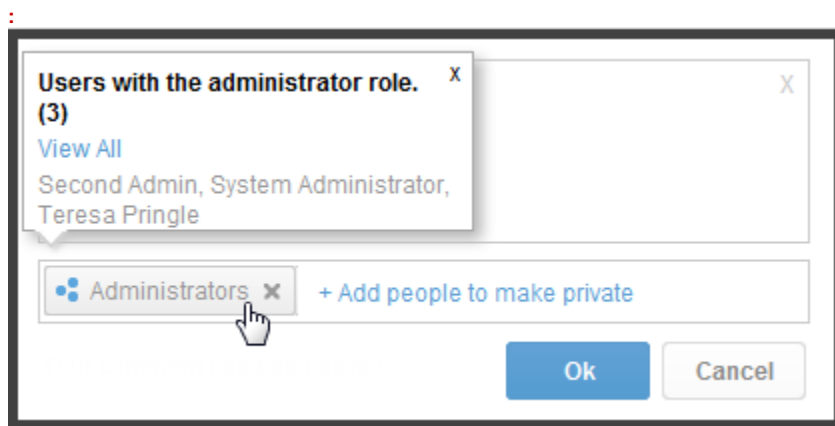 :
Users with the administrator role. X
(3)
View All
Second Admin, System Administrator,
Teresa Pringle
X
Administrators × + Add people to make private
Ok Cancel